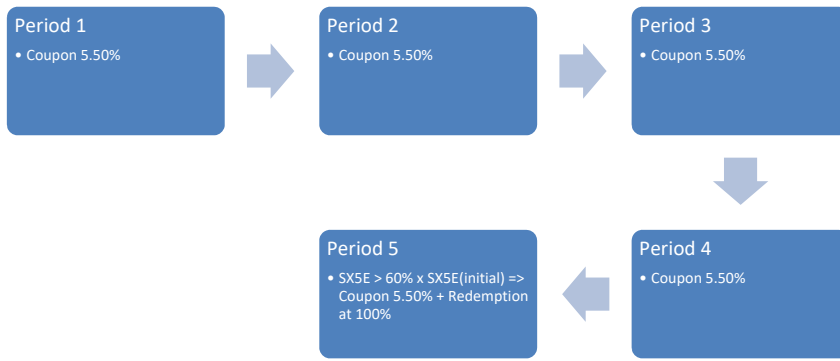 Period 1
• Coupon 5.50%
Period 2
• Coupon 5.50%
Period 3
• Coupon 5.50%
Period 4
• Coupon 5.50%
Period 5
• SX5E > 60% x SX5E(initial) =>
Coupon 5.50% + Redemption
at 100%